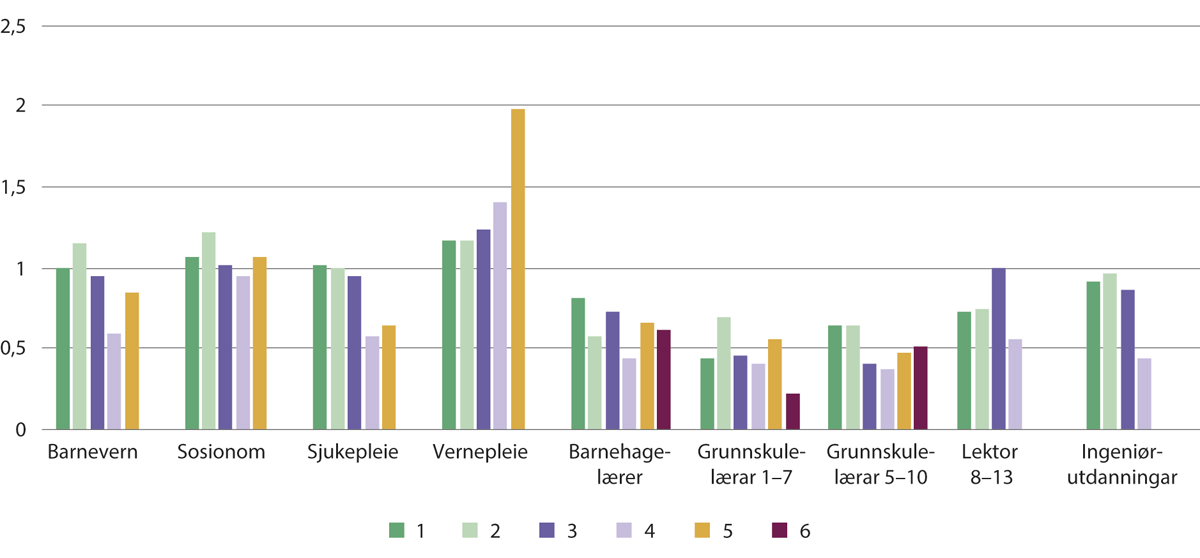 2,5
2
1,5
1
0,5
0
Barnevern
Sosionom
Sjukepleie
Vernepleie
Barnehage-
lærer
Grunnskule-
lærar 1–7
Grunnskule-
lærar 5–10
Lektor
8–13
Ingeniør-
utdanningar
1 2 3 4 5 6